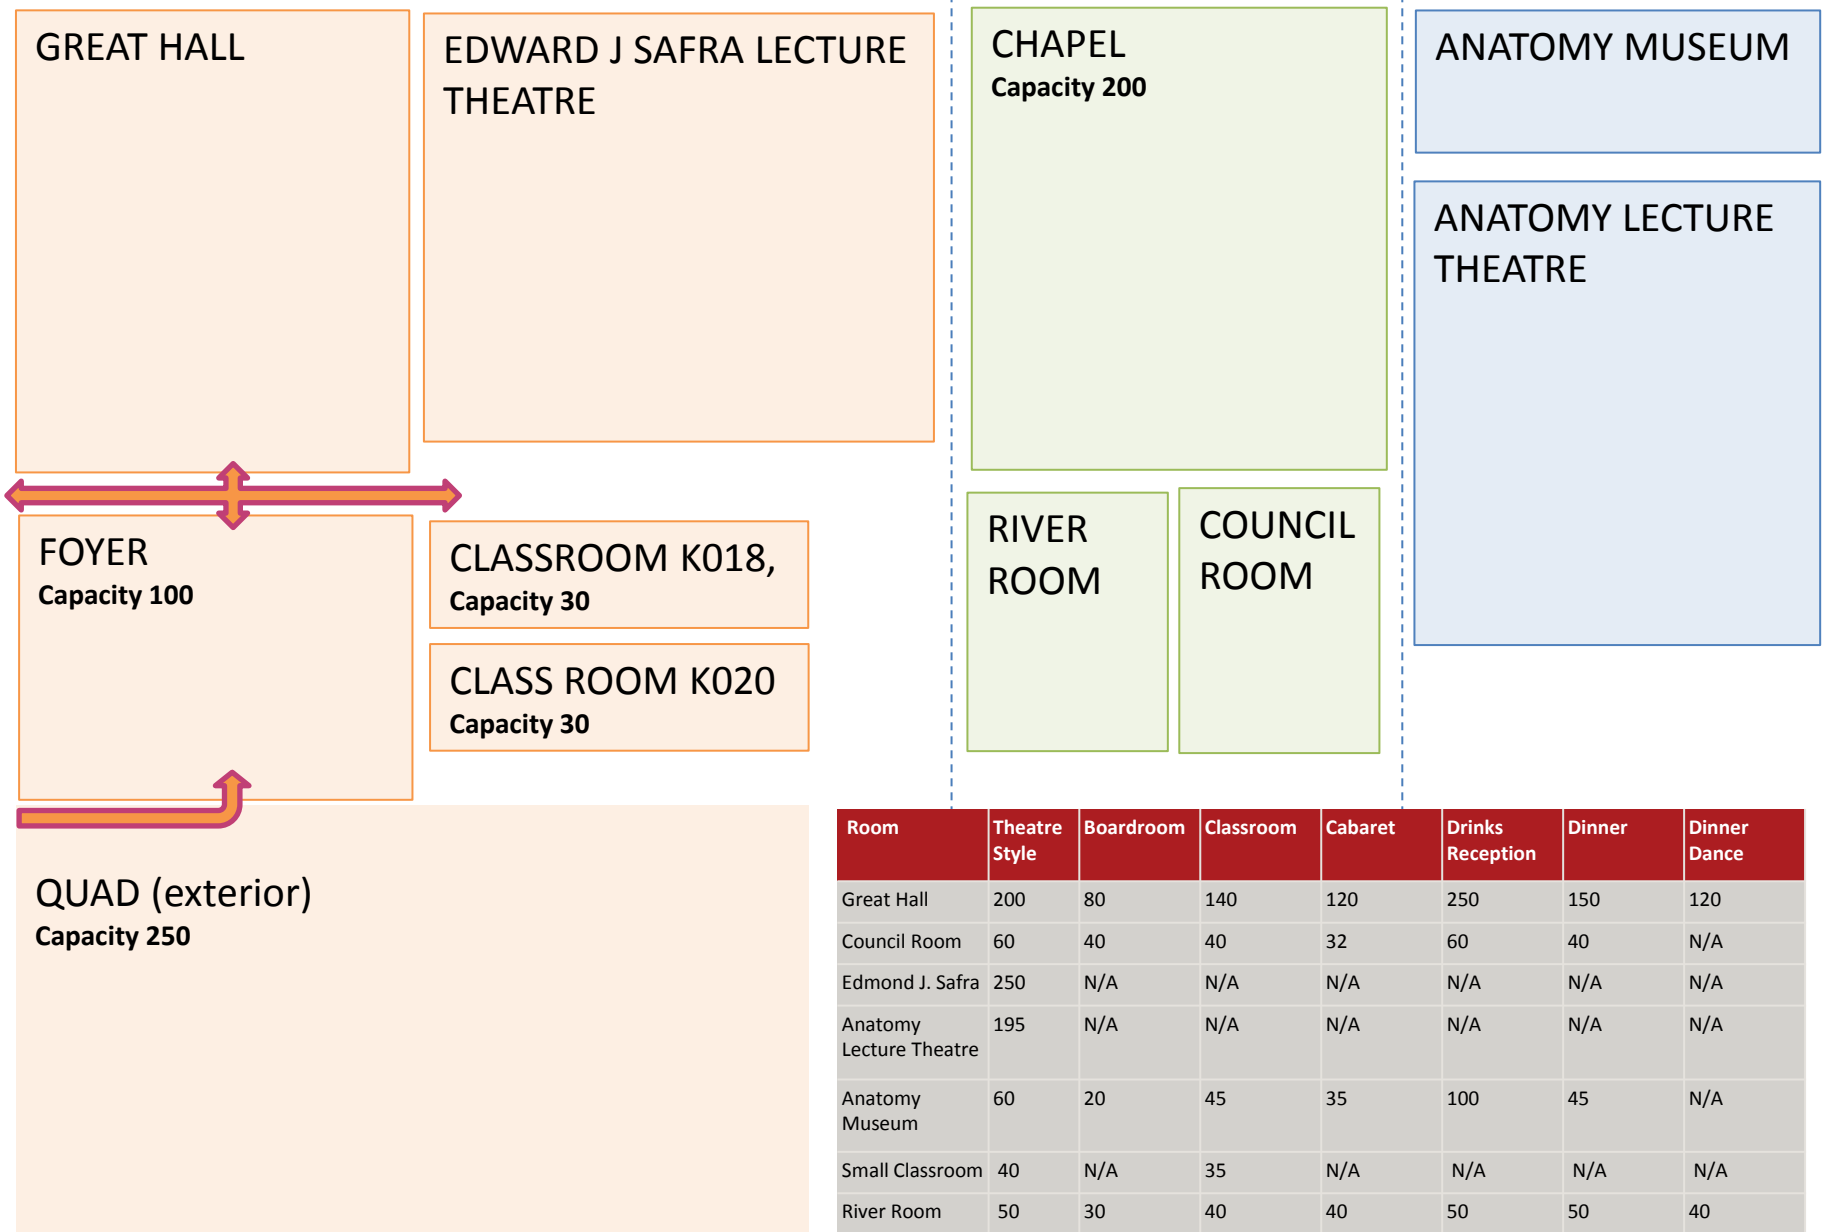 GREAT HALL
EDWARD J SAFRA LECTURE
THEATRE
CHAPEL
Capacity 200
ANATOMY MUSEUM
ANATOMY LECTURE
THEATRE
FOYER
Capacity 100
CLASSROOM K018,
Capacity 30
CLASS ROOM K020
Capacity 30
RIVER
ROOM
COUNCIL
ROOM
QUAD (exterior)
Capacity 250
Room Theatre Style Boardroom Classroom Cabaret Drinks Reception Dinner Dinner Dance
Great Hall 200 80 140 120 250 150 120
Council Room 60 40 40 32 60 40 N/A
Edmond J. Safra 250 N/A N/A N/A N/A N/A N/A
Anatomy Lecture Theatre 195 N/A N/A N/A N/A N/A N/A
Anatomy Museum 60 20 45 35 100 45 N/A
Small Classroom 40 N/A 35 N/A N/A N/A N/A
River Room 50 30 40 40 50 50 40